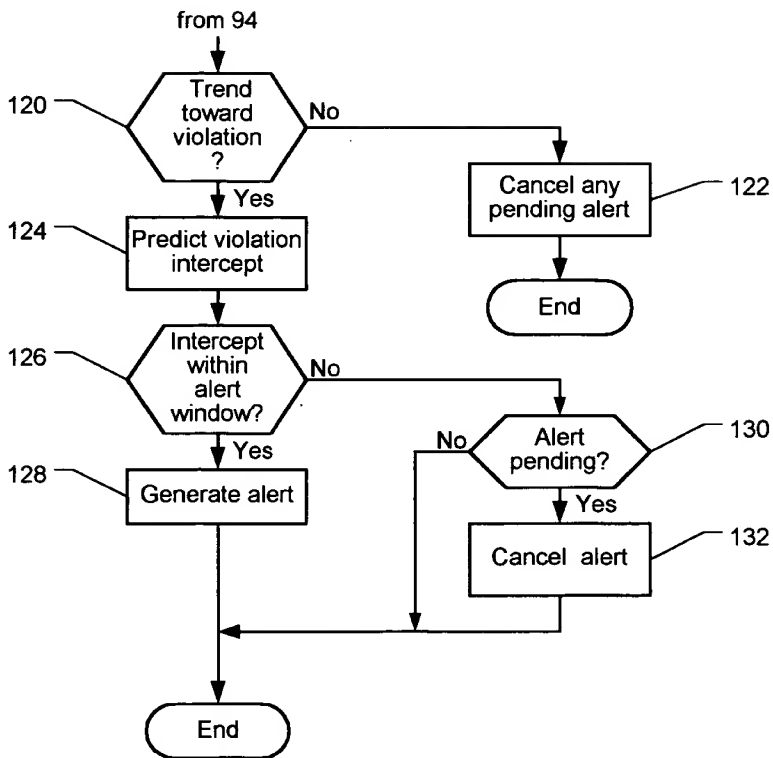 from 94
120
Trend
toward
violation
?
No
Yes
Cancel any
pending alert
122
124
Predict violation
intercept
End
126
Intercept
within
alert
window?
No
Yes
130
Alert
pending?
No
Yes
128
Generate alert
Cancel alert
132
End